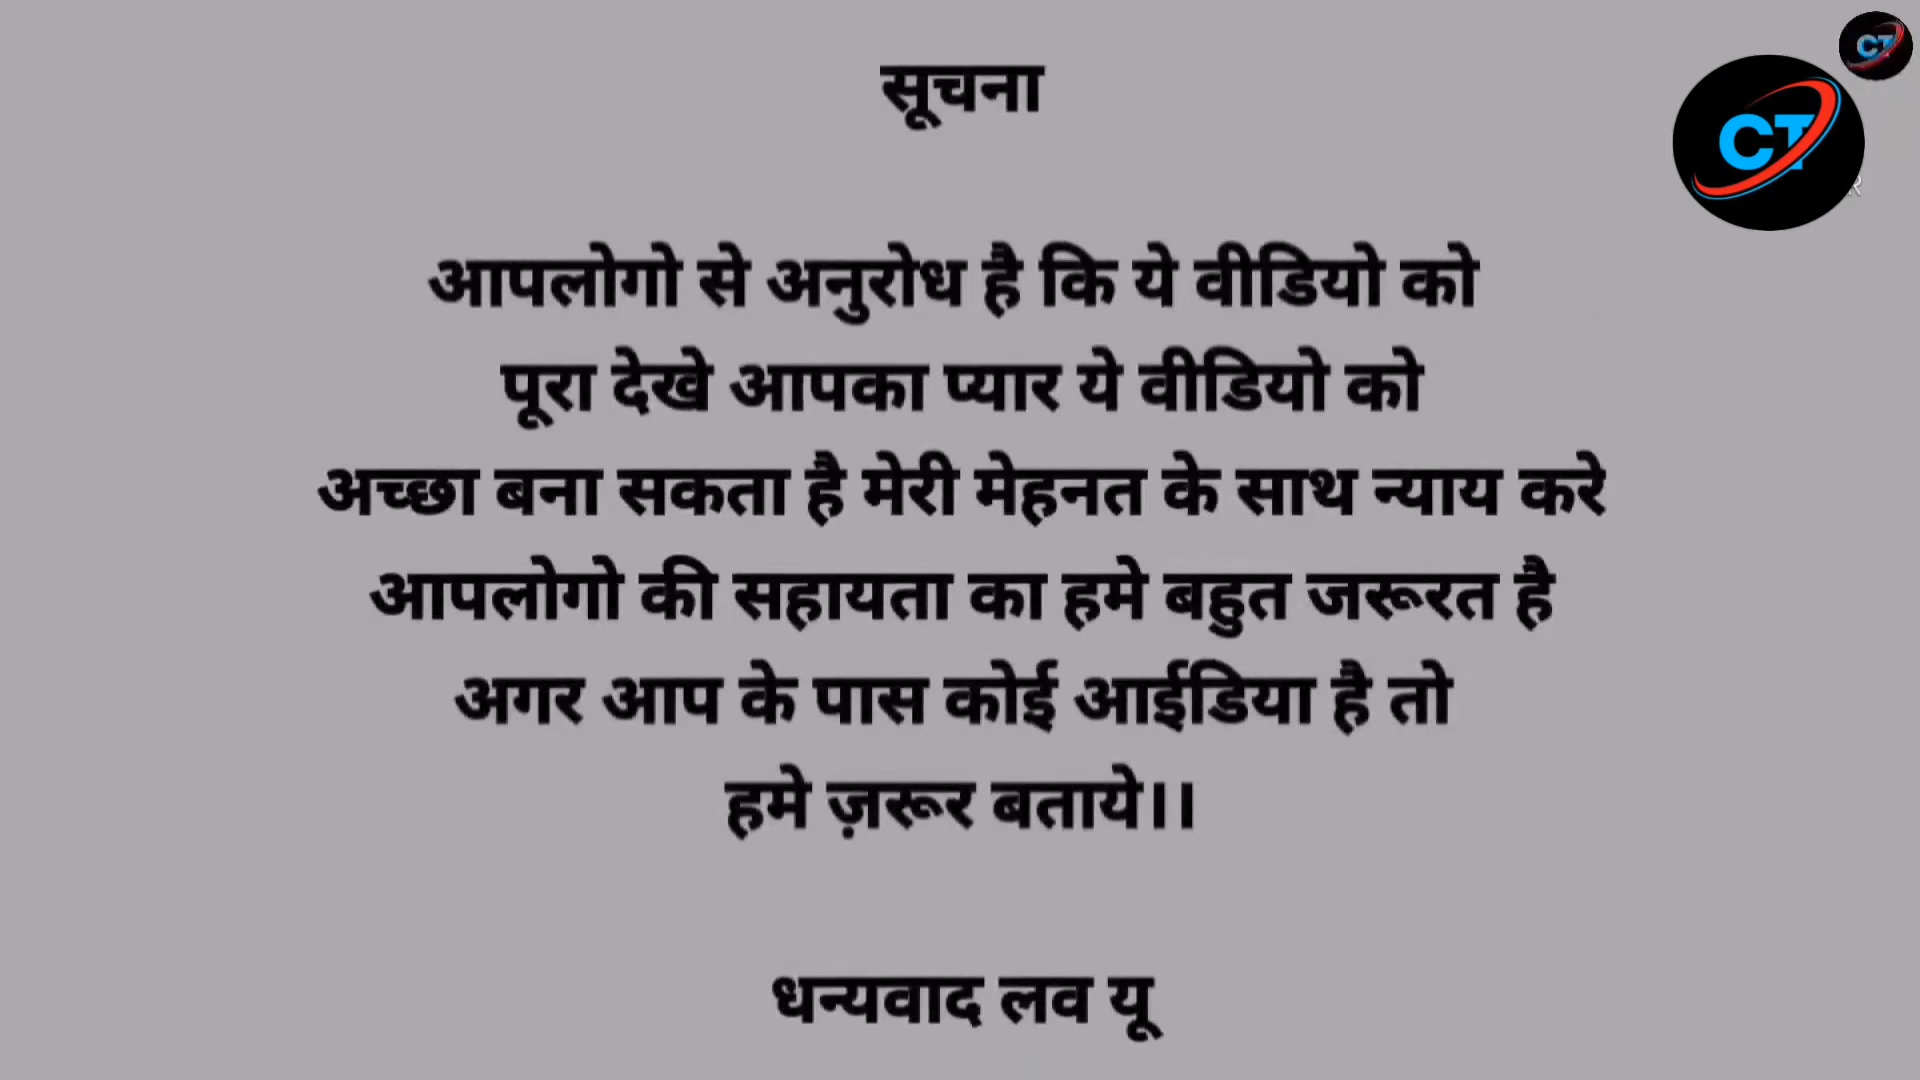 सूचना
CT
CT
आपलोगो से अनुरोध है कि ये वीडियो को
पूरा देखे आपका प्यार ये वीडियो को
अच्छा बना सकता है मेरी मेहनत के साथ न्याय करे
आपलोगो की सहायता का हमे बहुत जरूरत है
अगर आप के पास कोई आईडिया है तो
हमे ज़रूर बताये।।
धन्यवाद लव यू